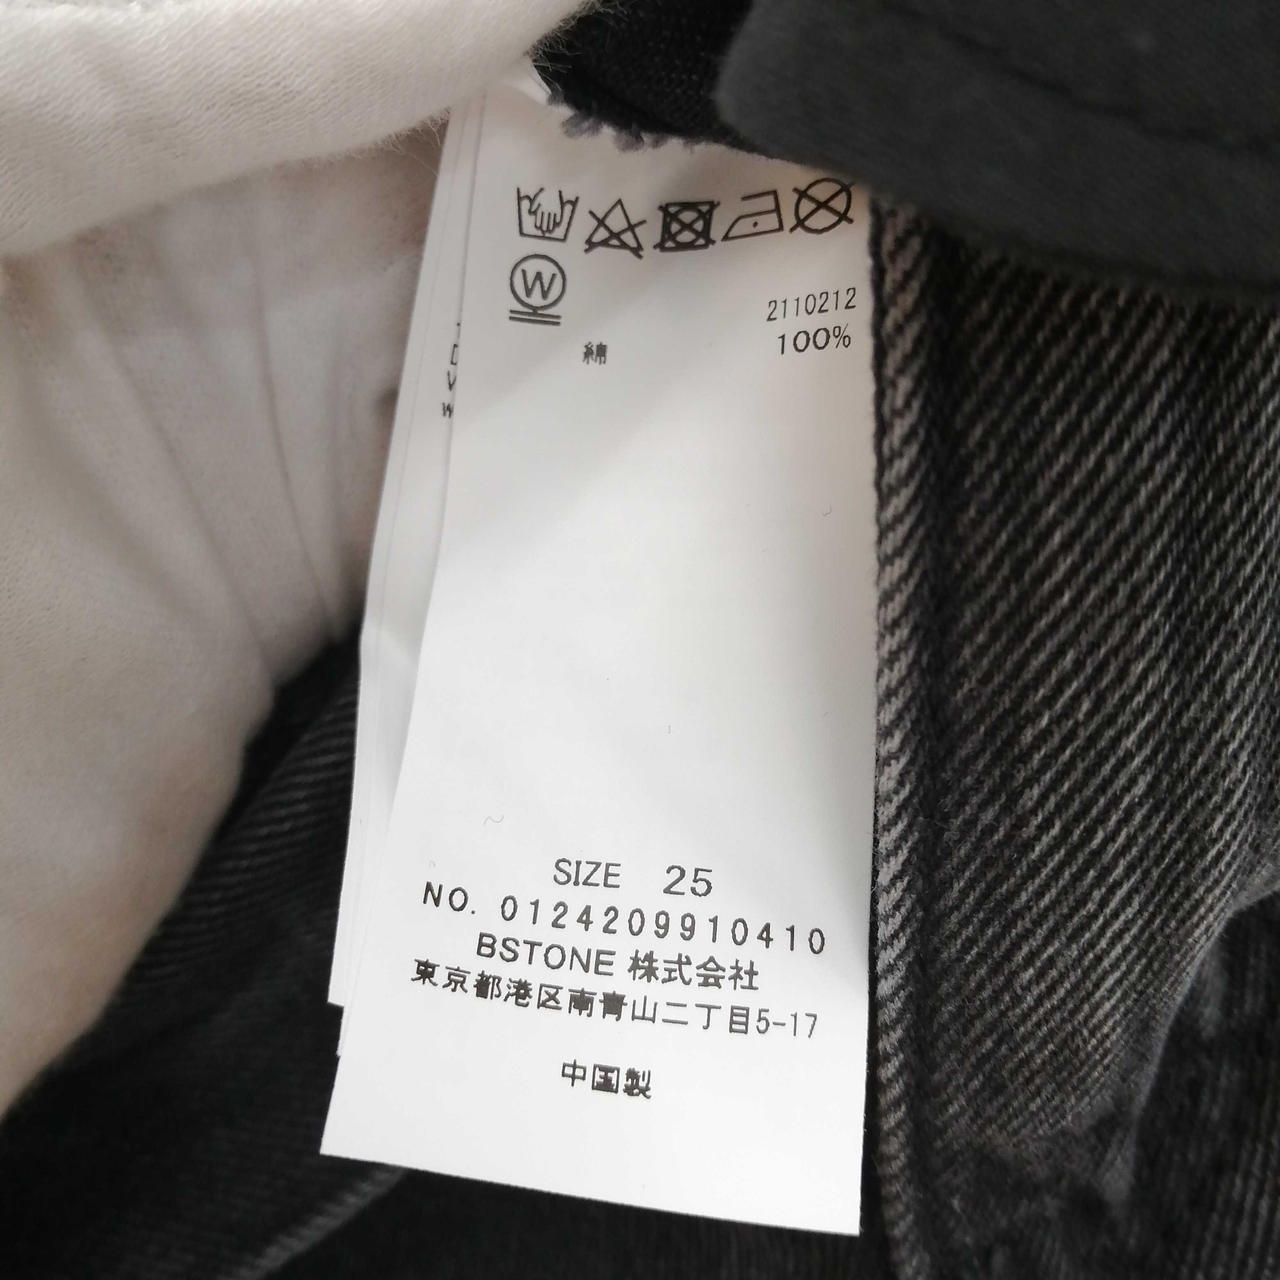 W
2110212
綿 100%
SIZE 25
NO. 0124209910410
BSTONE 株式会社
東京都港区南青山二丁目5-17
中国製